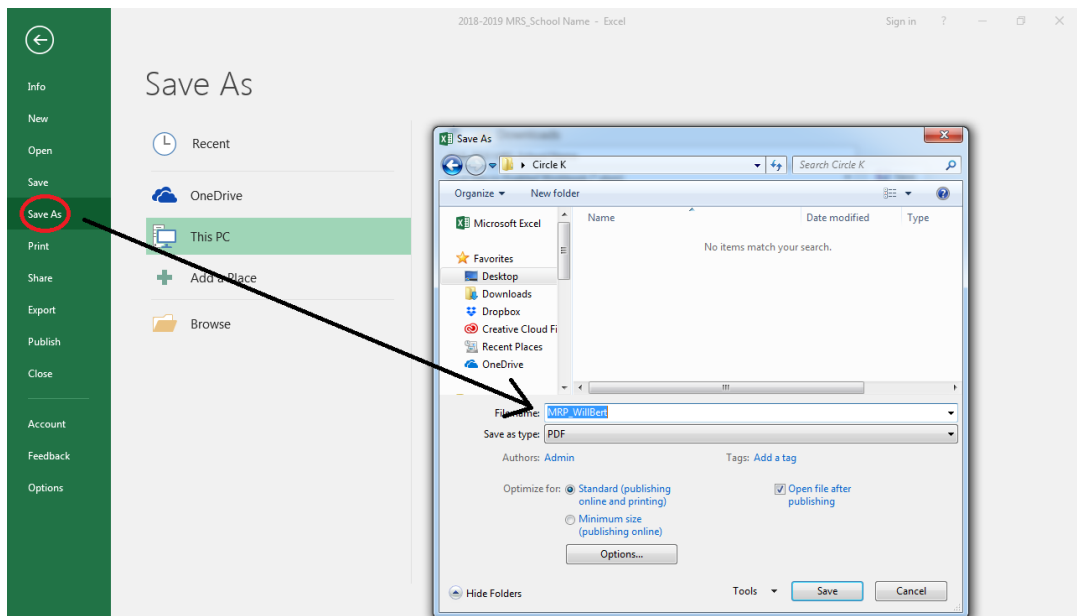 2018-2019 MRS_School Name - Excel
Sign in ?
Info
New
Open
Save
Save As
Print
Share
Export
Publish
Close
Account
Feedback
Options
Save As
Recent
OneDrive
This PC
Add a Place
Browse
Save As
Circle K
Search Circle K
Organize
New folder
Microsoft Excel
Favorites
Desktop
Downloads
Dropbox
Creative Cloud Fi
Recent Places
OneDrive
Name
Date modified
Type
No items match your search.
File name: MRP_WillBert
Save as type: PDF
Authors: Admin
Tags: Add a tag
Optimize for:
Standard (publishing
online and printing)
Minimum size
(publishing online)
Open file after
publishing
Options...
Hide Folders
Tools
Save
Cancel